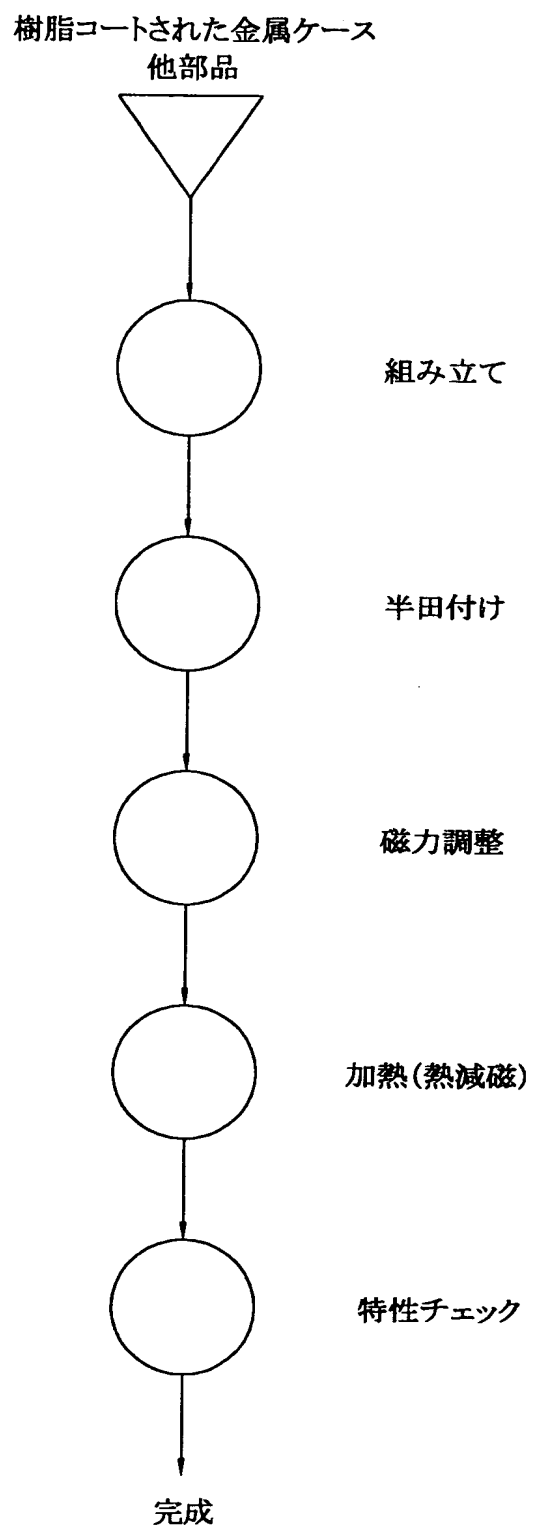 樹脂コートされた金属ケース
他部品
組み立て
半田付け
磁力調整
加熱(熱減磁)
特性チェック
完成